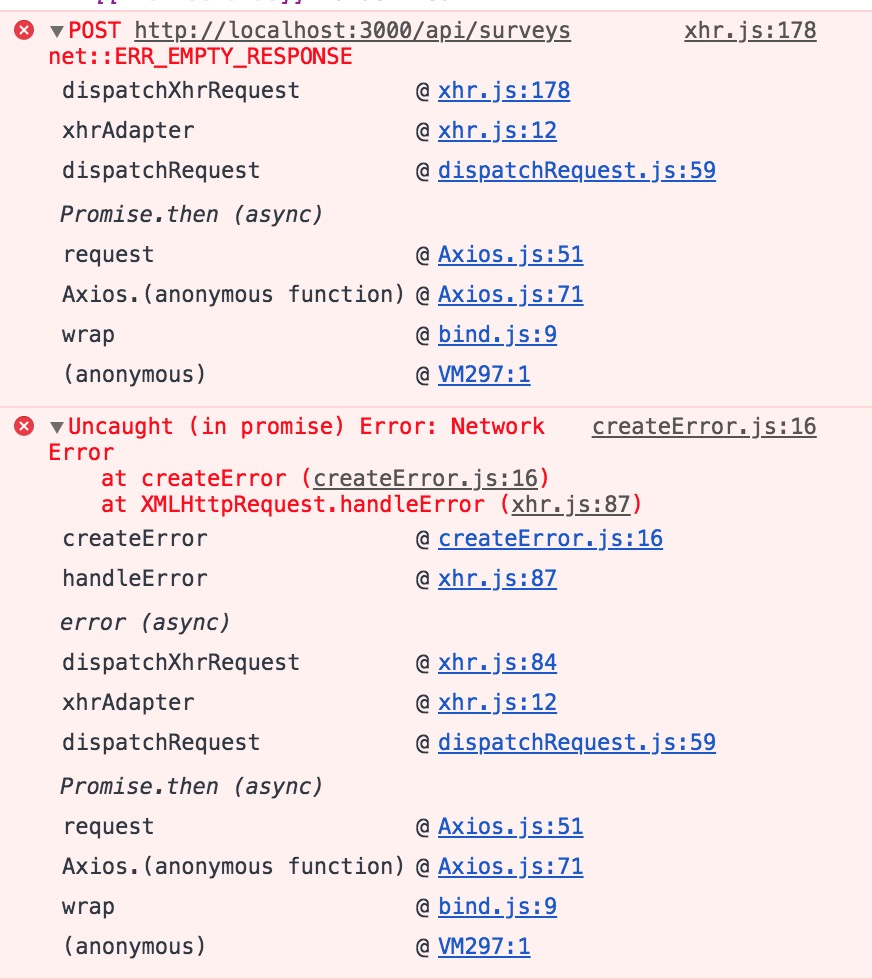 POST http://localhost:3000/api/surveys xhr.js:178
net::ERR_EMPTY_RESPONSE
dispatchXhrRequest @ xhr.js:178
xhrAdapter @ xhr.js:12
dispatchRequest @ dispatchRequest.js:59
Promise.then (async)
request @ Axios.js:51
Axios.(anonymous function) @ Axios.js:71
wrap @ bind.js:9
(anonymous) @ VM297:1
Uncaught (in promise) Error: Network createError.js:16
Error
at createError (createError.js:16)
at XMLHttpRequest.handleError (xhr.js:87)
createError @ createError.js:16
handleError @ xhr.js:87
error (async)
dispatchXhrRequest @ xhr.js:84
xhrAdapter @ xhr.js:12
dispatchRequest @ dispatchRequest.js:59
Promise.then (async)
request @ Axios.js:51
Axios.(anonymous function) @ Axios.js:71
wrap @ bind.js:9
(anonymous) @ VM297:1